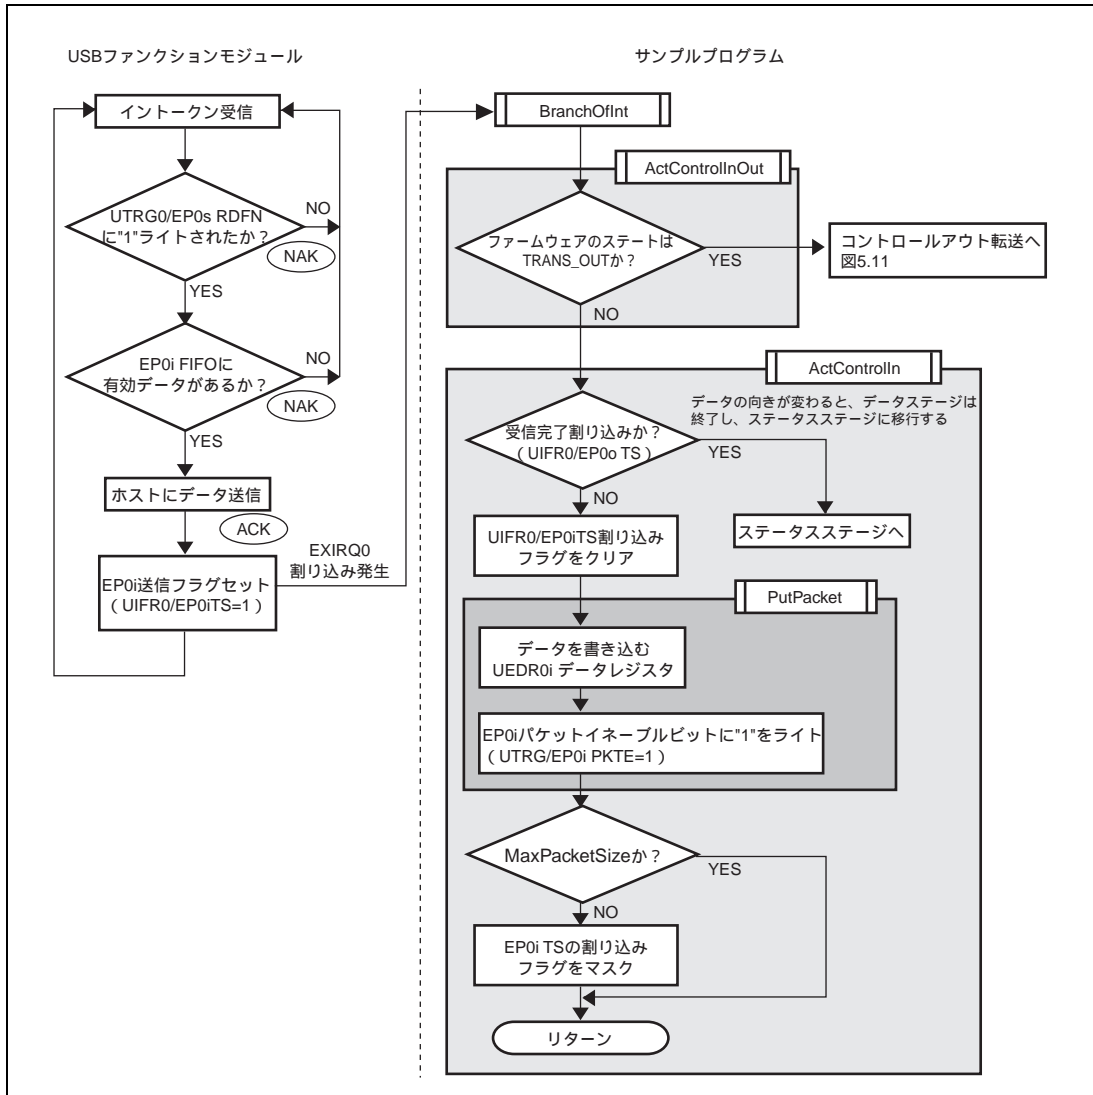 USBファンクションモジュール
イントークン受信
UTRG0/EP0s RDFN
に"1"ライトされたか？
NO
NAK
YES
EP0i FIFOに
有効データがあるか？
NO
NAK
YES
ホストにデータ送信
ACK
EP0i送信フラグセット
（UIFR0/EP0iTS=1）
EXIRQ0
割り込み発生
サンプルプログラム
BranchOfInt
ActControlInOut
ファームウェアのステートは
TRANS_OUTか？
YES
コントロールアウト転送へ
図5.11
NO
ActControlIn
データの向きが変わると、データステージは
終了し、ステータスステージに移行する
受信完了割り込みか？
（UIFR0/EP0o TS）
YES
NO
ステータスステージへ
UIFR0/EP0iTS割り込み
フラグをクリア
PutPacket
データを書き込む
UEDR0i データレジスタ
EP0iパケットイネーブルビットに"1"をライト
（UTRG/EP0i PKTE=1）
MaxPacketSizeか？
YES
NO
EP0i TSの割り込み
フラグをマスク
リターン